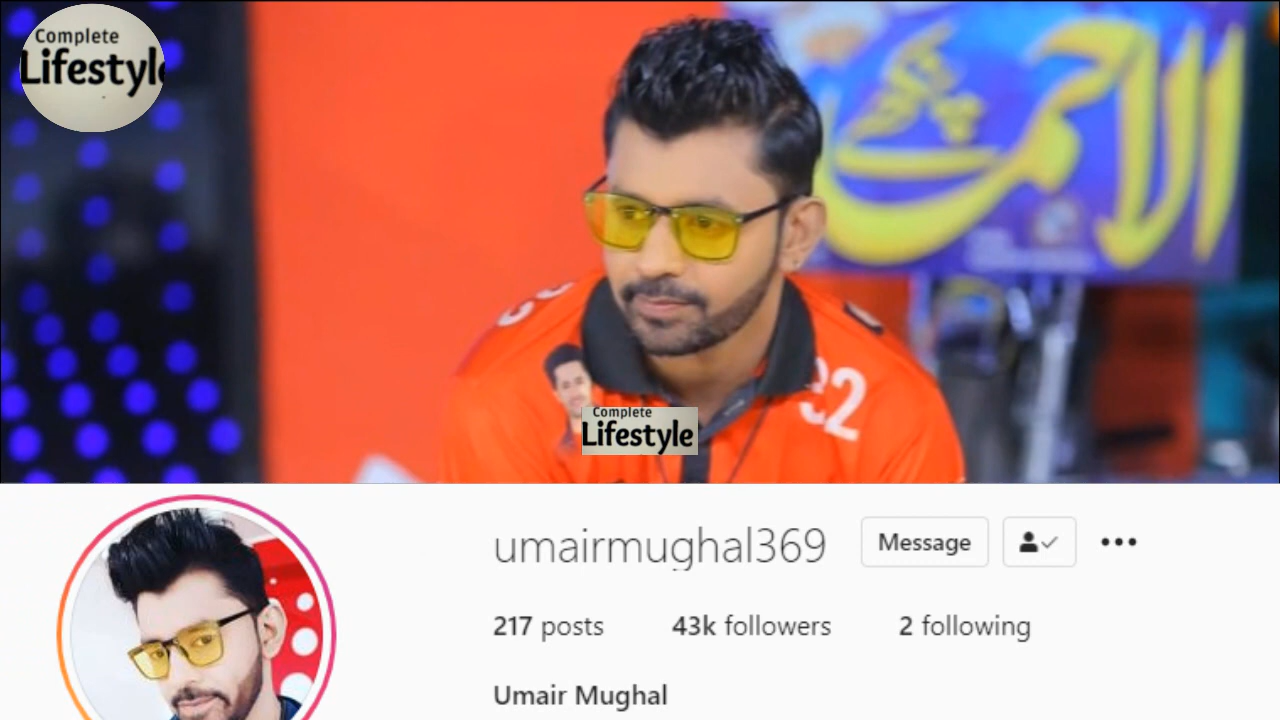 Complete
Lifestyle
الاحمد
32
Complete
Lifestyle
umairmughal369
Message
217 posts 43k followers 2 following
Umair Mughal